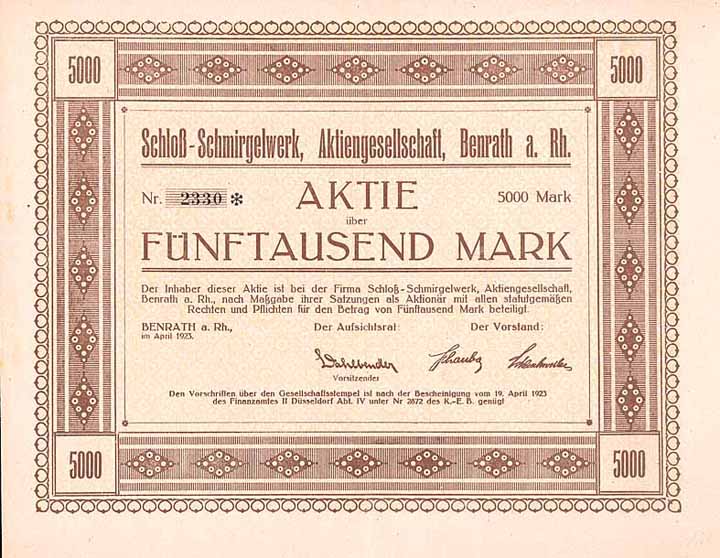 5000 5000
Schloß-Schmirgelwerk, Aktiengesellschaft, Benrath a. Rh.
Nr. 2330 * AKTIE 5000 Mark
über
FÜNFTAUSEND MARK
Der Inhaber dieser Aktie ist bei der Firma Schloß-Schmirgelwerk, Aktiengesellschaft,
Benrath a. Rh., nach Maßgabe ihrer Satzungen als Aktionär mit allen statutgemäßen
Rechten und Pflichten für den Betrag von Fünftausend Mark beteiligt.
BENRATH a. Rh., Der Aufsichtsrat: Der Vorstand:
im April 1923.
Vorsitzender
Den Vorschriften über den Gesellschaftsstempel ist nach der Bescheinigung vom 19. April 1923
des Finanzamtes II Düsseldorf Abt. IV unter Nr 2872 des K.-E. B. genügt
5000 5000